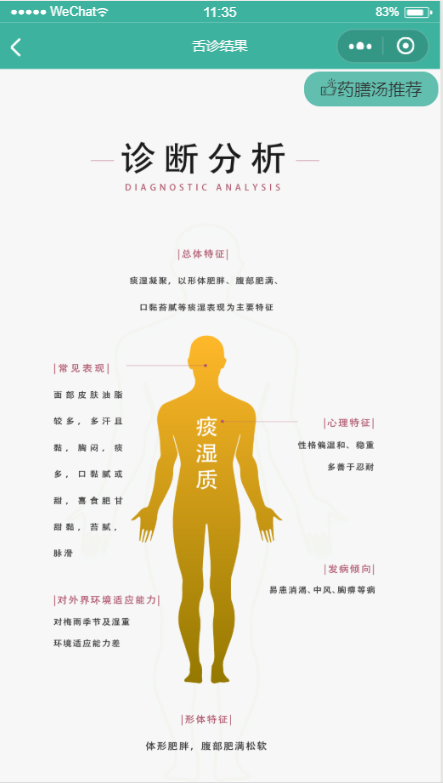 WeChat
11:35
83%
舌诊结果
药膳汤推荐
诊断分析
DIAGNOSTIC ANALYSIS
|总体特征|
痰湿凝聚，以形体肥胖、腹部肥满、
口黏苔腻等痰湿表现为主要特征
|常见表现|
面部皮肤油脂
较多，多汗且
黏，胸闷，痰
多，口黏腻或
甜，喜食肥甘
甜黏，苔腻，
脉滑
痰湿质
|心理特征|
性格偏温和、稳重
多善于忍耐
|发病倾向|
易患消渴、中风、胸痹等病
|对外界环境适应能力|
对梅雨季节及湿重
环境适应能力差
|形体特征|
体形肥胖，腹部肥满松软